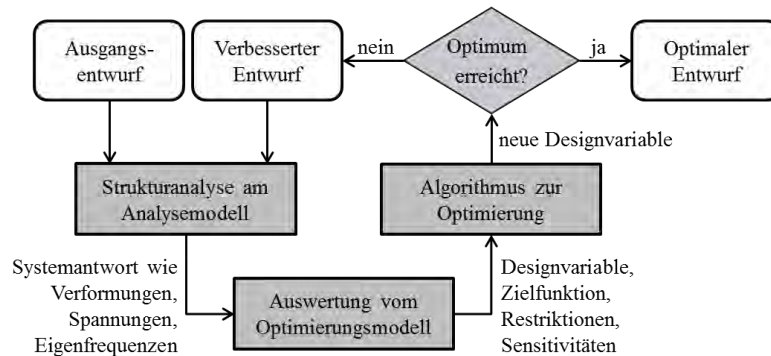 Ausgangs-
entwurf
Verbesserter
Entwurf
nein
Optimum
erreicht?
ja
Optimaler
Entwurf
neue Designvariable
Strukturanalyse am
Analysemodell
Algorithmus zur
Optimierung
Systemantwort wie
Verformungen,
Spannungen,
Eigenfrequenzen
Auswertung vom
Optimierungsmodell
Designvariable,
Zielfunktion,
Restriktionen,
Sensitivitäten